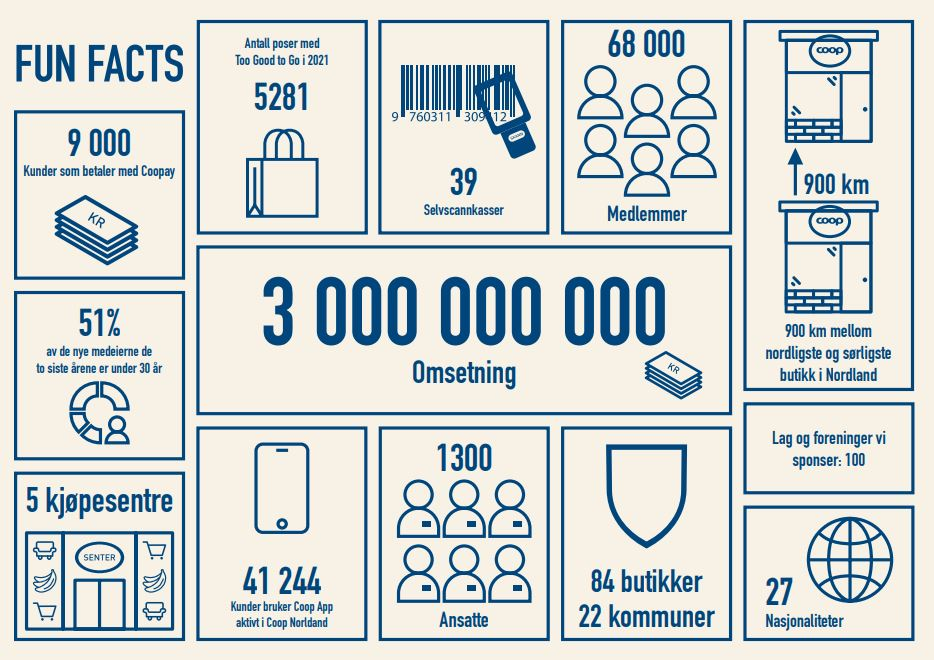 FUN FACTS
9 000
Kunder som betaler med Coopay
KR
51%
av de nye medeierne de
to siste årene er under 30 år
5 kjøpesentre
SENTER
Antall poser med
Too Good to Go i 2021
5281
9 760311 309412
39
Selvscannkasser
68 000
Medlemmer
3 000 000 000
Omsetning
KR
41 244
Kunder bruker Coop App
aktivt i Coop Norldand
1300
Ansatte
84 butikker
22 kommuner
coop
900 km
coop
900 km mellom
nordligste og sørligste
butikk i Nordland
Lag og foreninger vi
sponser: 100
27
Nasjonaliteter